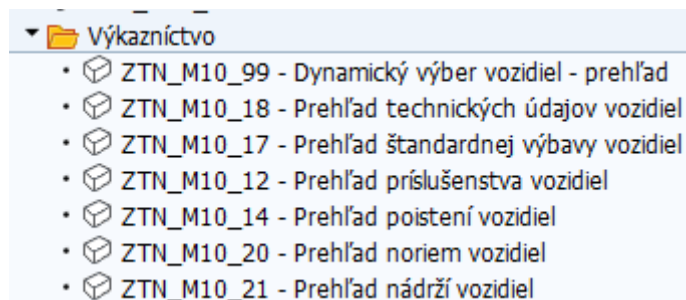 Výkazníctvo
ZTN_M10_99 - Dynamický výber vozidiel - prehľad
ZTN_M10_18 - Prehľad technických údajov vozidiel
ZTN_M10_17 - Prehľad štandardnej výbavy vozidiel
ZTN_M10_12 - Prehľad príslušenstva vozidiel
ZTN_M10_14 - Prehľad poistení vozidiel
ZTN_M10_20 - Prehľad noriem vozidiel
ZTN_M10_21 - Prehľad nádrží vozidiel